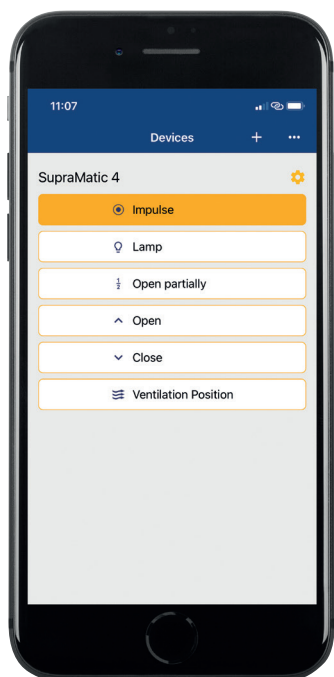 11:07
Devices + ...
SupraMatic 4
Impulse
Lamp
½ Open partially
Open
Close
Ventilation Position